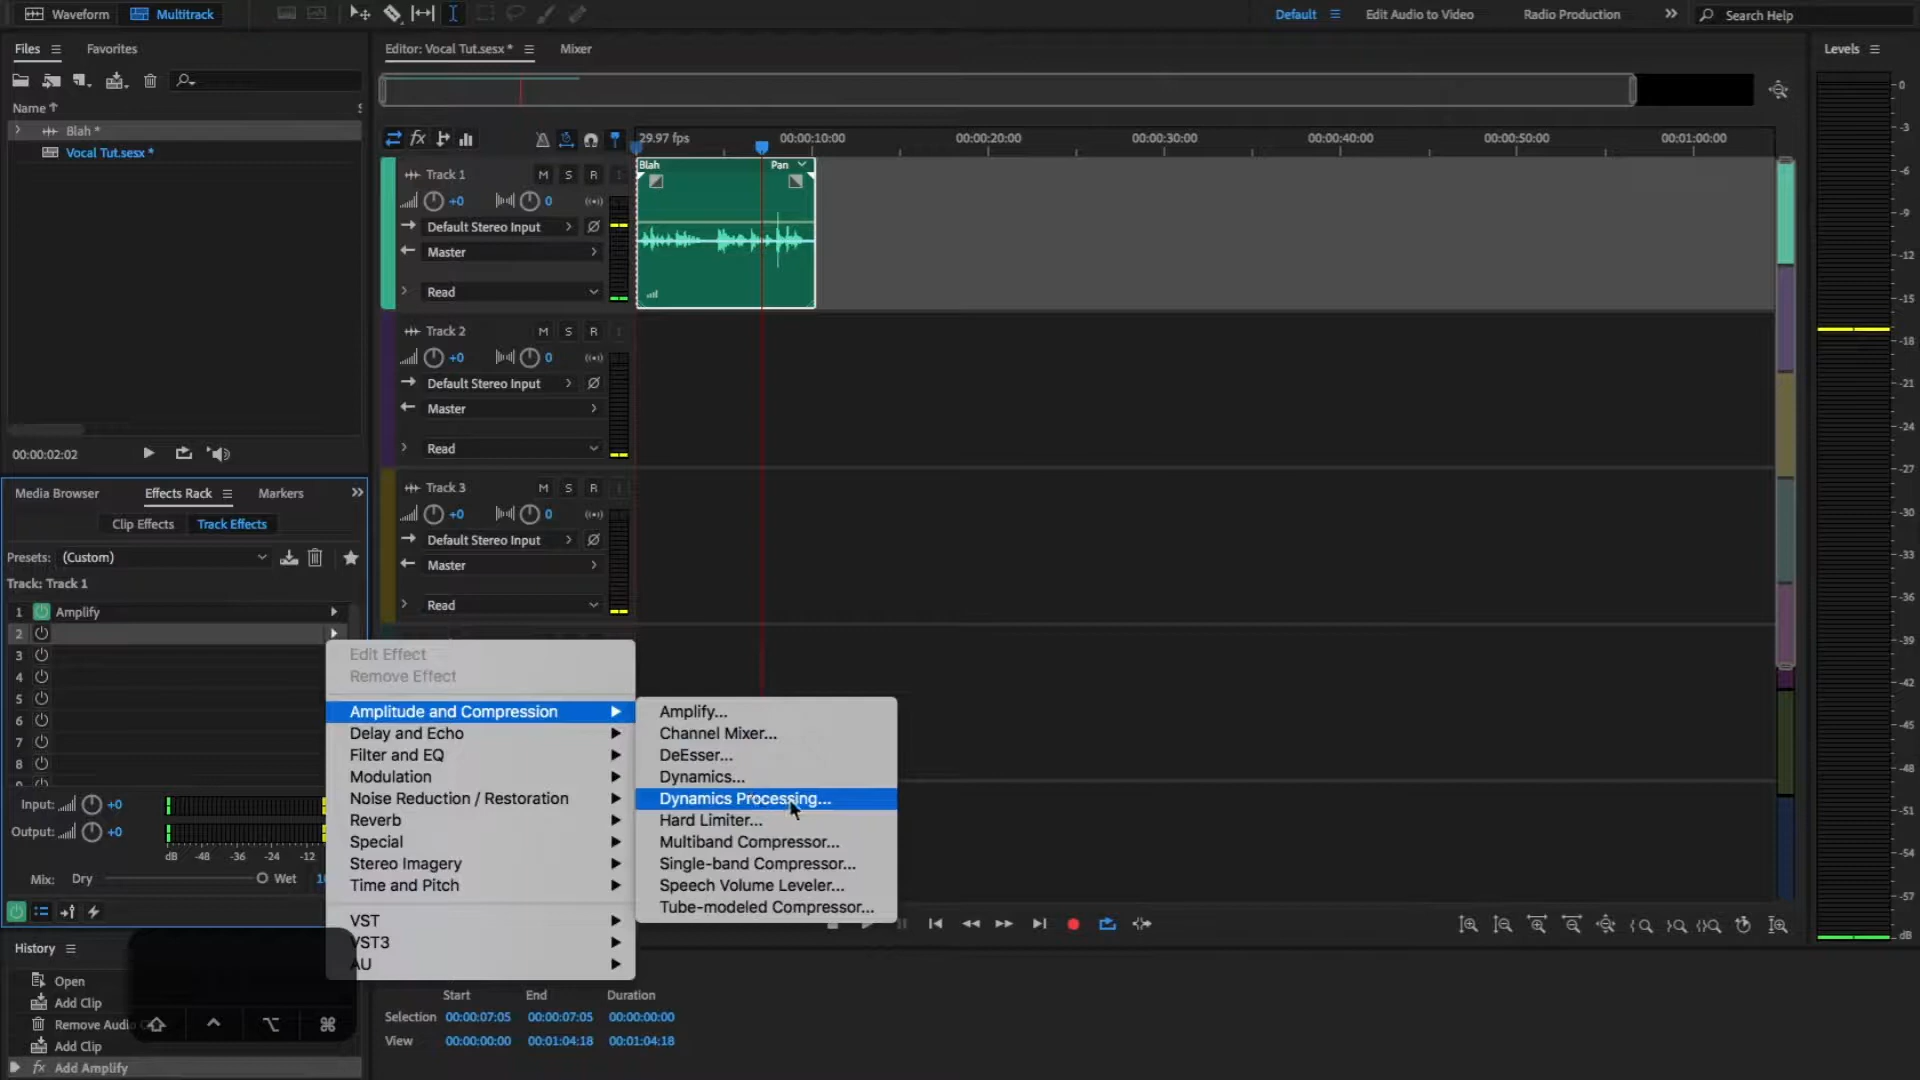 Waveform
Multitrack
Default
Edit Audio to Video
Radio Production
Search Help
Files
Favorites
Editor: Vocal Tut.sesx *
Mixer
Levels
Name
Blah *
Vocal Tut.sesx *
29.97 fps
00:00:10:00
00:00:20:00
00:00:30:00
00:00:40:00
00:00:50:00
00:01:00:00
Track 1
M S R I
+0
0
Default Stereo Input
Master
Read
Blah
Pan
Track 2
M S R I
+0
0
Default Stereo Input
Master
Read
Track 3
M S R I
+0
0
Default Stereo Input
Master
Read
00:00:02:02
Media Browser
Effects Rack
Markers
Clip Effects
Track Effects
Presets: (Custom)
Track: Track 1
1 Amplify
2
3
4
5
6
7
8
9
Input: +0
Output: +0
dB -48 -36 -24 -12
Mix: Dry Wet
Edit Effect
Remove Effect
Amplitude and Compression
Delay and Echo
Filter and EQ
Modulation
Noise Reduction / Restoration
Reverb
Special
Stereo Imagery
Time and Pitch
VST
VST3
AU
Amplify...
Channel Mixer...
DeEsser...
Dynamics...
Dynamics Processing...
Hard Limiter...
Multiband Compressor...
Single-band Compressor...
Speech Volume Leveler...
Tube-modeled Compressor...
History
Open
Add Clip
Remove Audio
Add Clip
fx Add Amplify
Start End Duration
Selection 00:00:07:05 00:00:07:05 00:00:00:00
View 00:00:00:00 00:01:04:18 00:01:04:18
0
-3
-6
-9
-12
-15
-18
-21
-24
-27
-30
-33
-36
-39
-42
-45
-48
-51
-54
-57
dB